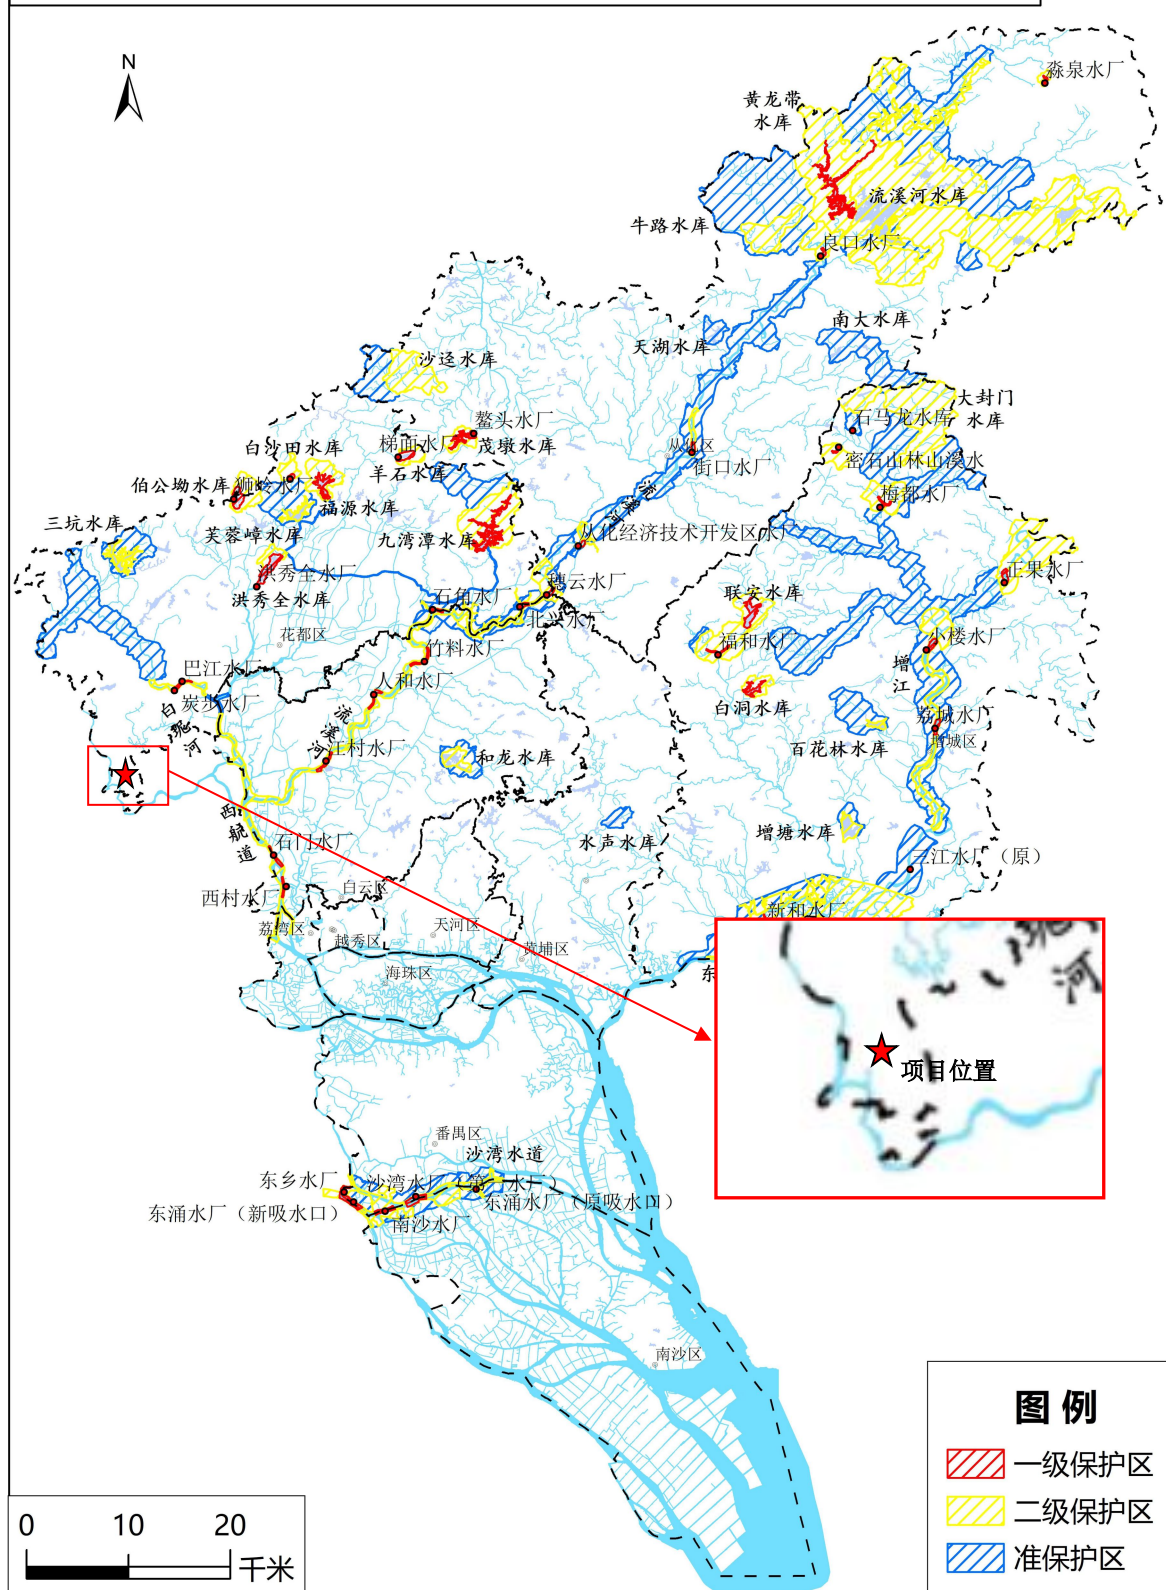 N
淼泉水厂
黄龙带
水库
流溪河水库
牛路水库
良口水厂
南大水库
天湖水库
沙迳水库
大封门
水库
石马龙水库
鳌头水厂
梯面水厂
茂墩水库
从化区
街口水厂
白沙田水库
羊石水库
密石山林山溪水
伯公坳水库
狮岭水厂
梅都水厂
流溪河
福源水库
三坑水库
芙蓉嶂水库
九湾潭水库
从化经济技术开发区水厂
洪秀全水厂
穗云水厂
正果水厂
洪秀全水库
石角水厂
联安水库
北兴水厂
花都区
福和水厂
小楼水厂
竹料水厂
增江
巴江水厂
人和水厂
炭步水厂
白坭河
白洞水库
荔城水厂
增城区
流溪河
江村水厂
和龙水库
百花林水库
西航道
水声水库
增塘水库
石门水厂
三江水厂（原）
西村水厂
白云区
新和水厂
荔湾区
越秀区
天河区
黄埔区
海珠区
东
坭河
项目位置
番禺区
沙湾水道
东乡水厂
沙湾水厂（第一水厂）
东涌水厂（原吸水口）
东涌水厂（新吸水口）
南沙水厂
南沙区
图例
一级保护区
二级保护区
准保护区
0 10 20
千米